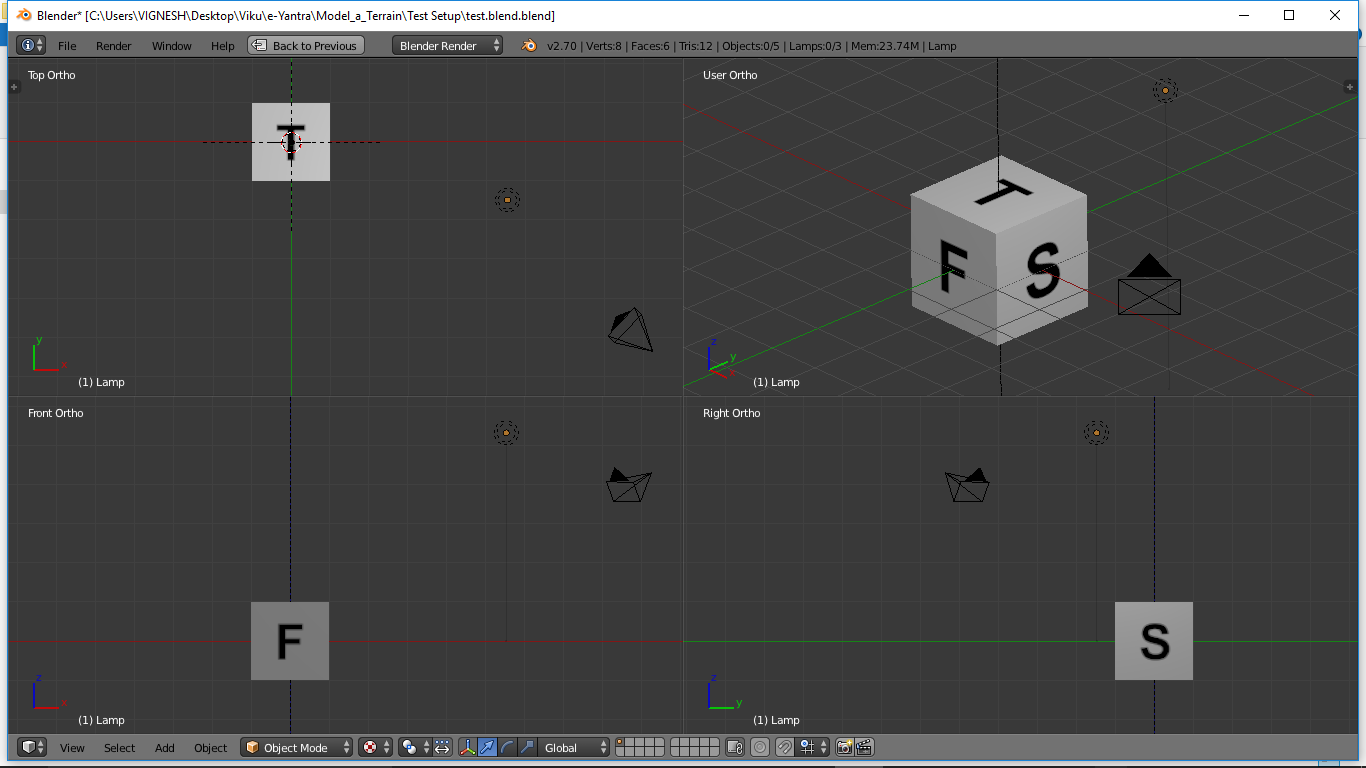 Blender* [C:\Users\VIGNESH\Desktop\Viku\e-Yantra\Model_a_Terrain\Test Setup\test.blend.blend]
File Render Window Help Back to Previous Blender Render v2.70 | Verts:8 | Faces:6 | Tris:12 | Objects:0/5 | Lamps:0/3 | Mem:23.74M | Lamp
Top Ortho
T
y
x
(1) Lamp
User Ortho
T
F S
z
y
x
(1) Lamp
Front Ortho
F
z
x
(1) Lamp
Right Ortho
S
z
y
(1) Lamp
View Select Add Object Object Mode Global